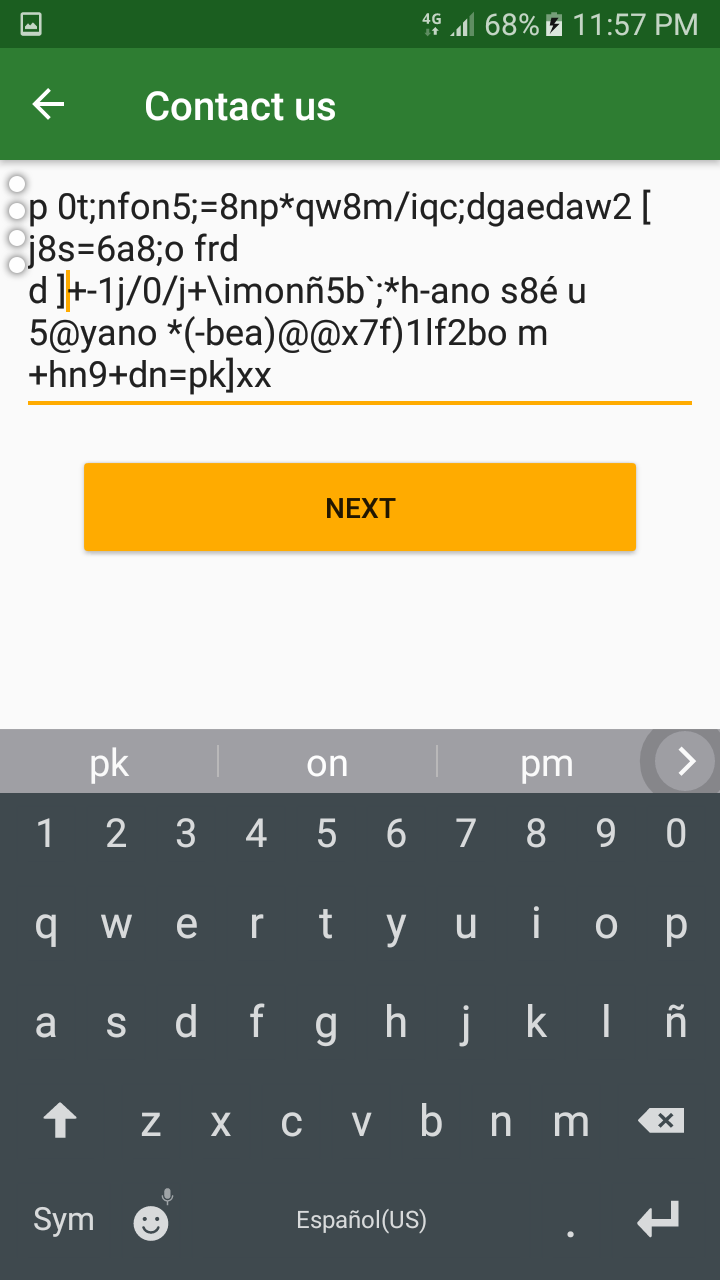 4G 68% 11:57 PM
Contact us
p 0t;nfon5;=8np*qw8m/iqc;dgaedaw2 [
j8s=6a8;o frd
d ]+-1j/0/j+\imonñ5b`;*h-ano s8é u
5@yano *(-bea)@@x7f)1lf2bo m
+hn9+dn=pk]xx
NEXT
pk on pm
1 2 3 4 5 6 7 8 9 0
q w e r t y u i o p
a s d f g h j k l ñ
z x c v b n m
Sym Español(US) .